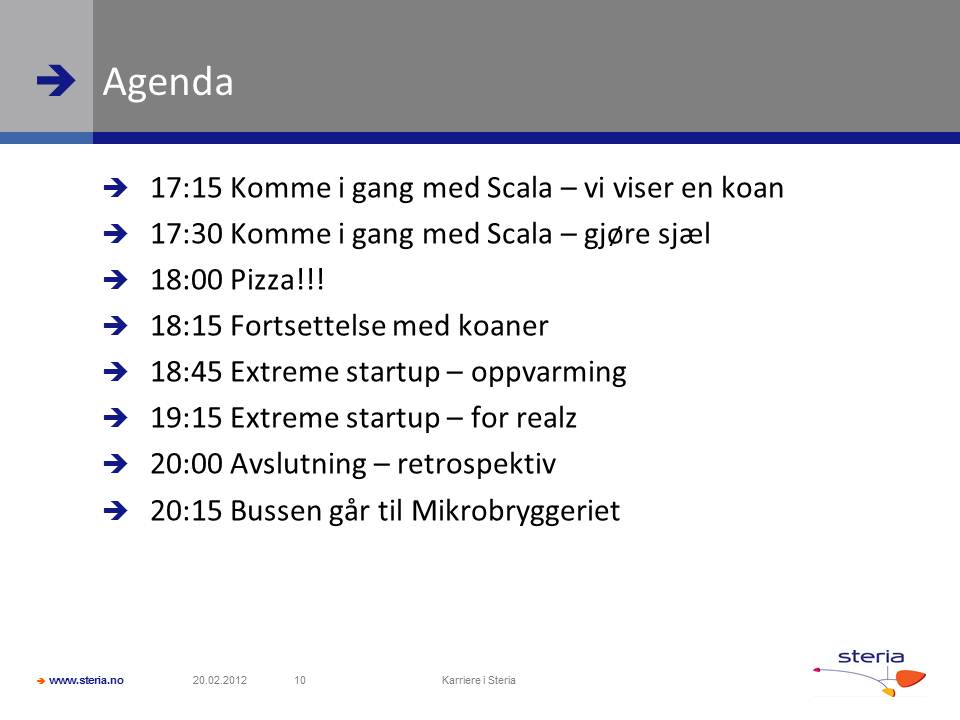 Agenda
17:15 Komme i gang med Scala – vi viser en koan
17:30 Komme i gang med Scala – gjøre sjæl
18:00 Pizza!!!
18:15 Fortsettelse med koaner
18:45 Extreme startup – oppvarming
19:15 Extreme startup – for realz
20:00 Avslutning – retrospektiv
20:15 Bussen går til Mikrobryggeriet
www.steria.no 20.02.2012 10 Karriere i Steria
steria